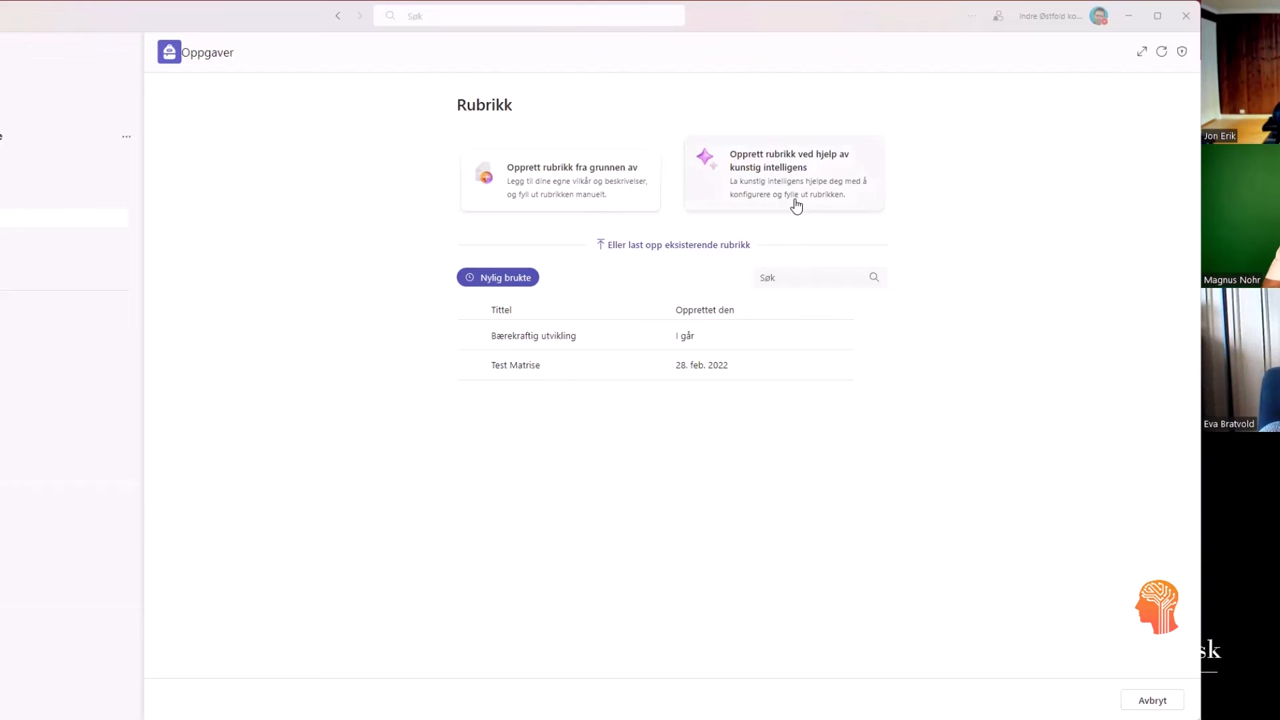 Søk
Indre Østfold ko...
Oppgaver
e
Rubrikk
Opprett rubrikk fra grunnen av
Legg til dine egne vilkår og beskrivelser,
og fyll ut rubrikken manuelt.
Opprett rubrikk ved hjelp av
kunstig intelligens
La kunstig intelligens hjelpe deg med å
konfigurere og fylle ut rubrikken.
Eller last opp eksisterende rubrikk
Nylig brukte
Søk
Tittel
Opprettet den
Bærekraftig utvikling
I går
Test Matrise
28. feb. 2022
Avbryt
Jon Erik
Magnus Nohr
Eva Bratvold
sk